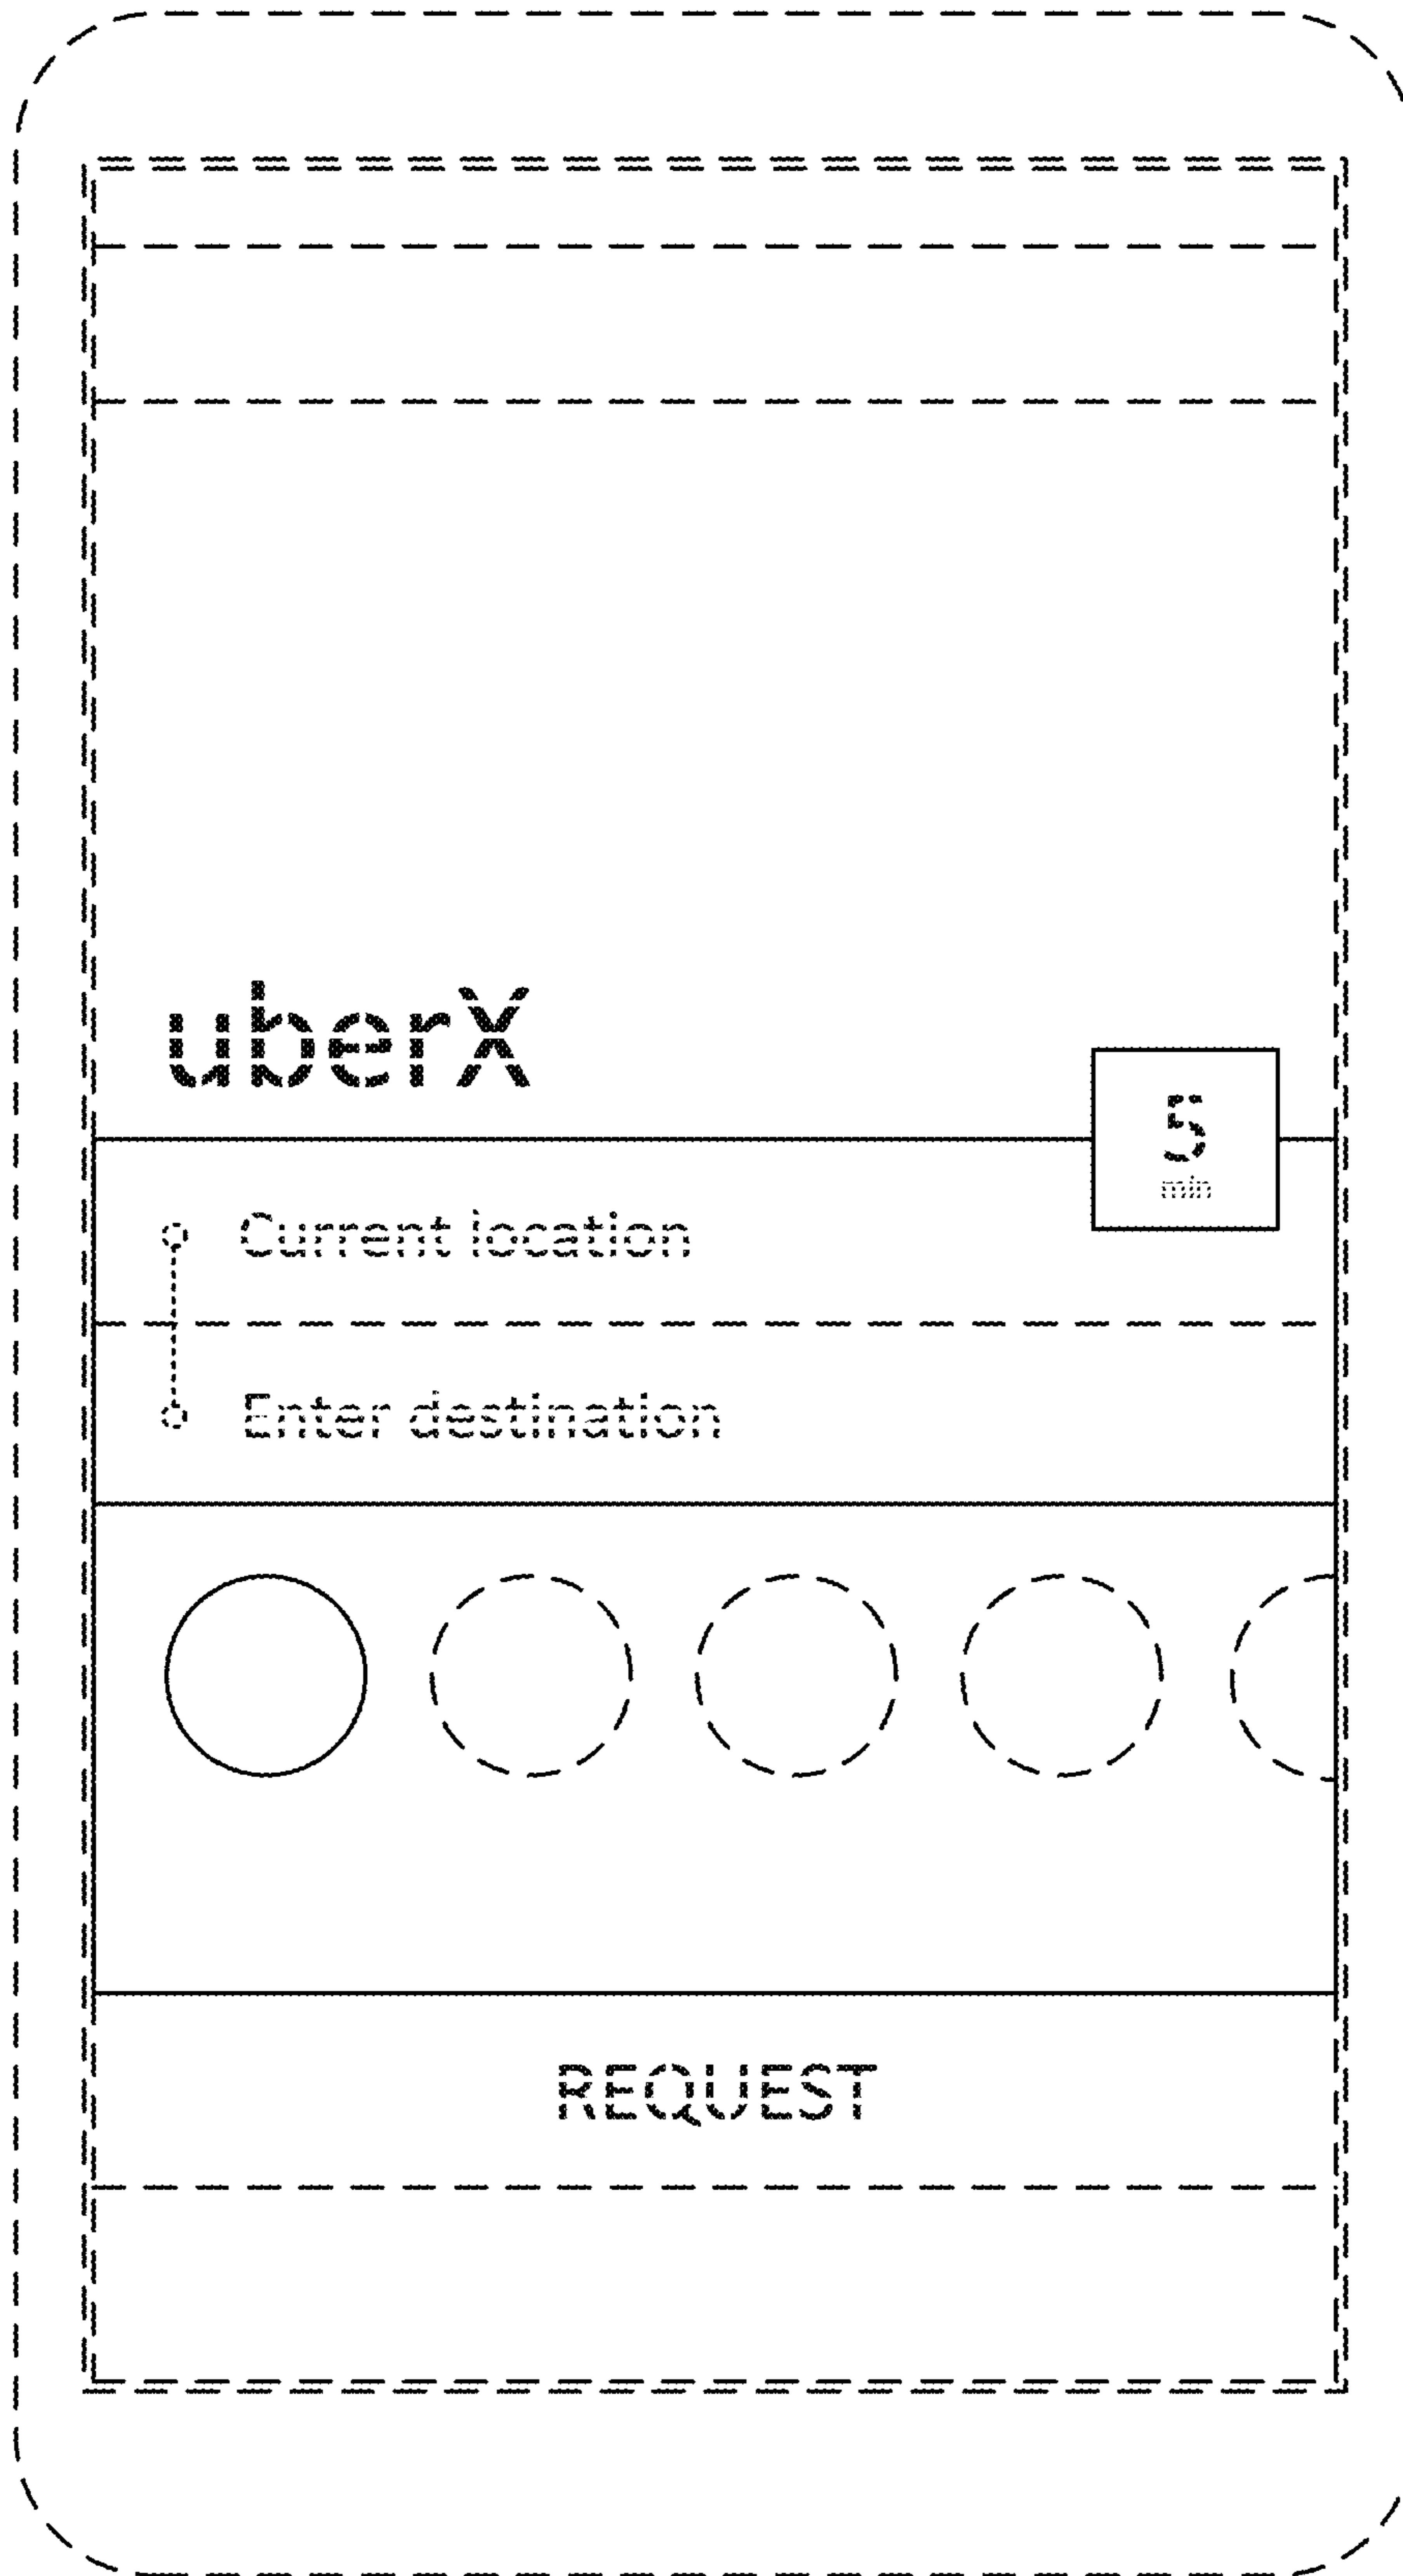 uberX
5
min
Current location
Enter destination
REQUEST